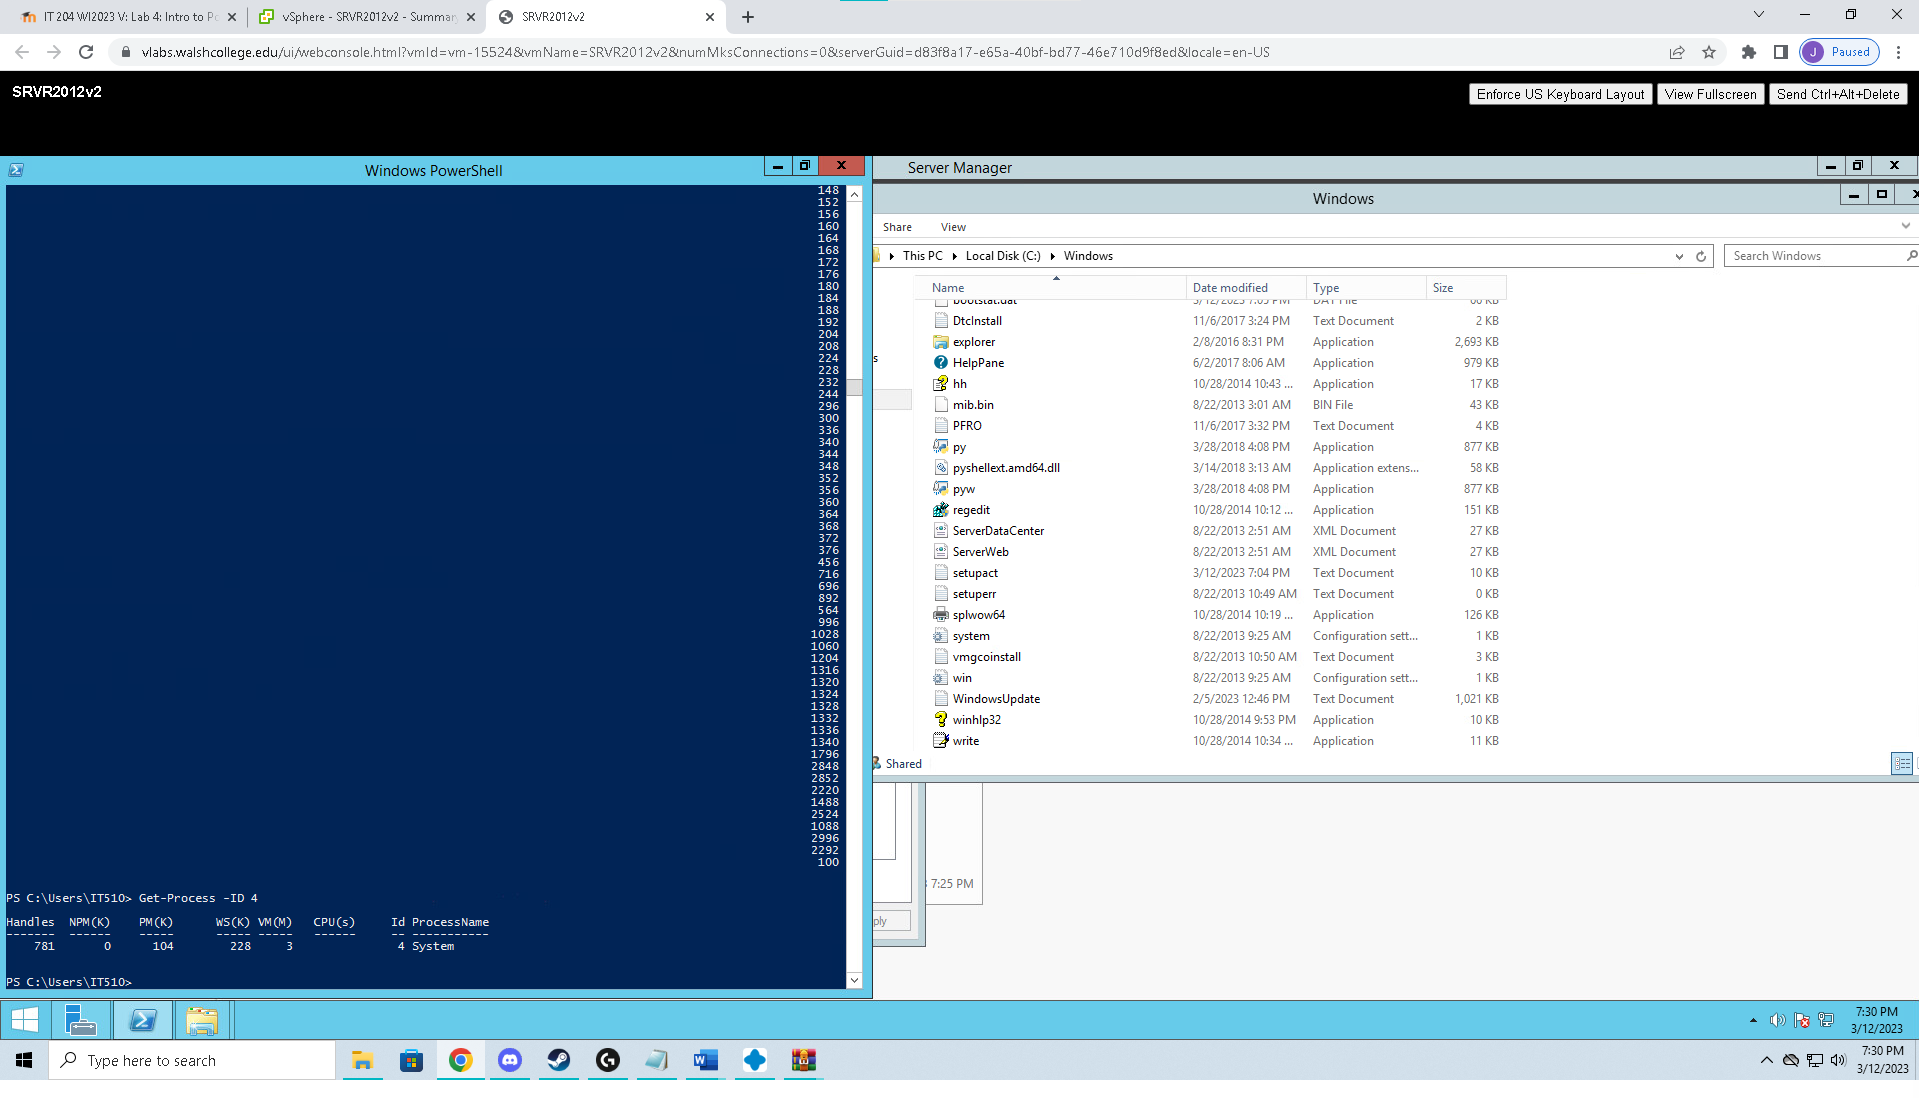 IT 204 WI2023 V: Lab 4: Intro to Po
vSphere - SRVR2012v2 - Summary
SRVR2012v2
vlabs.walshcollege.edu/ui/webconsole.html?vmId=vm-15524&vmName=SRVR2012v2&numMksConnections=0&serverGuid=d83f8a17-e65a-40bf-bd77-46e710d9f8ed&locale=en-US
J Paused
SRVR2012v2
Enforce US Keyboard Layout View Fullscreen Send Ctrl+Alt+Delete
Windows PowerShell
148
152
156
160
164
168
172
176
180
184
188
192
204
208
224
228
232
244
296
300
336
340
344
348
352
356
360
364
368
372
376
456
716
696
892
564
996
1028
1060
1204
1316
1320
1324
1328
1332
1336
1340
1796
2848
2852
2220
1488
2524
1088
2996
2292
100
PS C:\Users\IT510> Get-Process -ID 4
Handles NPM(K) PM(K) WS(K) VM(M) CPU(s) Id ProcessName
------- ------ ----- ----- ----- ------ -- -----------
781 0 104 228 3 4 System
PS C:\Users\IT510>
Server Manager
Windows
Share View
This PC Local Disk (C:) Windows
Search Windows
Name Date modified Type Size
bootstat.dat 3/12/2023 7:03 PM DAT File 66 KB
DtcInstall 11/6/2017 3:24 PM Text Document 2 KB
explorer 2/8/2016 8:31 PM Application 2,693 KB
HelpPane 6/2/2017 8:06 AM Application 979 KB
hh 10/28/2014 10:43 ... Application 17 KB
mib.bin 8/22/2013 3:01 AM BIN File 43 KB
PFRO 11/6/2017 3:32 PM Text Document 4 KB
py 3/28/2018 4:08 PM Application 877 KB
pyshellext.amd64.dll 3/14/2018 3:13 AM Application extens... 58 KB
pyw 3/28/2018 4:08 PM Application 877 KB
regedit 10/28/2014 10:12 ... Application 151 KB
ServerDataCenter 8/22/2013 2:51 AM XML Document 27 KB
ServerWeb 8/22/2013 2:51 AM XML Document 27 KB
setupact 3/12/2023 7:04 PM Text Document 10 KB
setuperr 8/22/2013 10:49 AM Text Document 0 KB
splwow64 10/28/2014 10:19 ... Application 126 KB
system 8/22/2013 9:25 AM Configuration sett... 1 KB
vmgcoinstall 8/22/2013 10:50 AM Text Document 3 KB
win 8/22/2013 9:25 AM Configuration sett... 1 KB
WindowsUpdate 2/5/2023 12:46 PM Text Document 1,021 KB
winhlp32 10/28/2014 9:53 PM Application 10 KB
write 10/28/2014 10:34 ... Application 11 KB
s
Shared
7:25 PM
ply
7:30 PM
3/12/2023
Type here to search
7:30 PM
3/12/2023